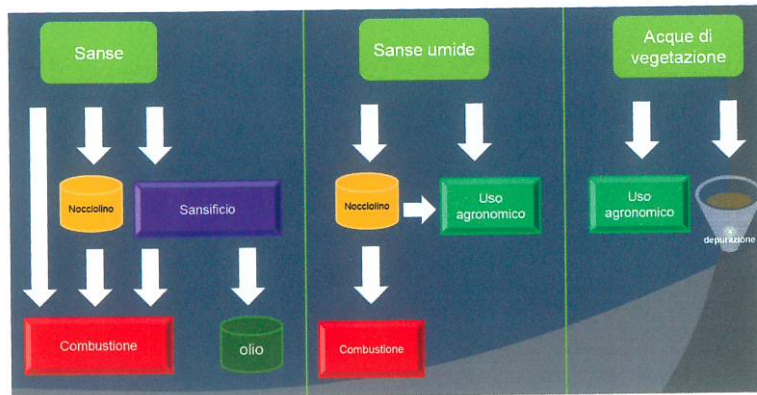 Sanse
Nocciolino
Sansificio
Combustione
olio
Sanse umide
Nocciolino
Uso
agronomico
Combustione
Acque di
vegetazione
Uso
agronomico
depurazione